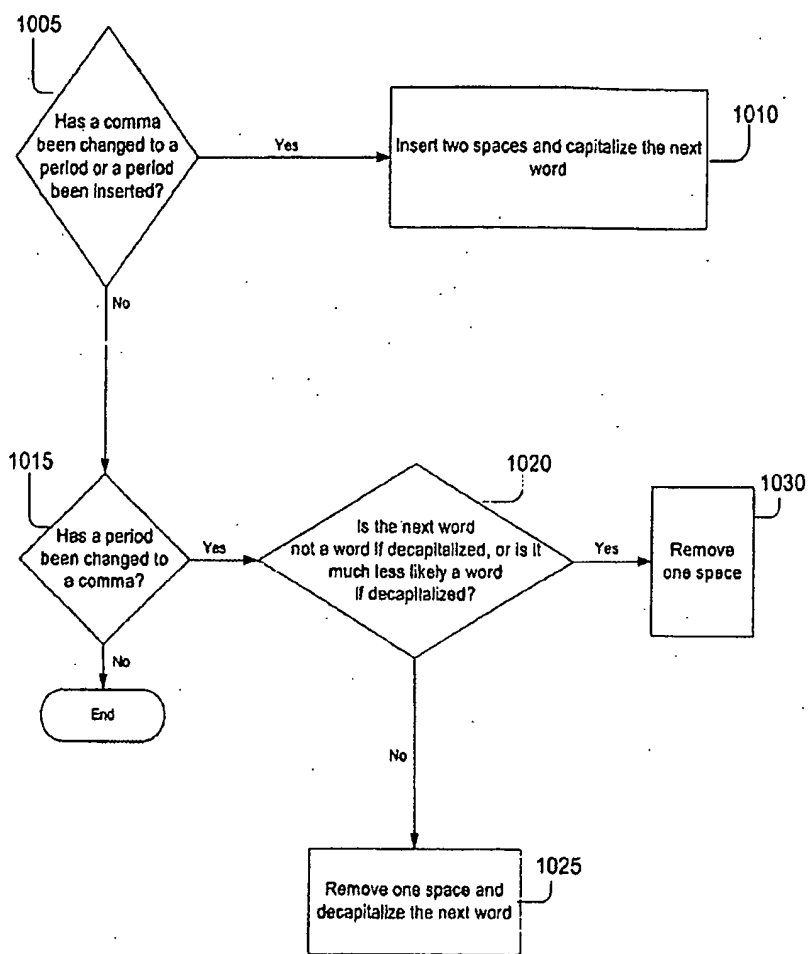 1005
Has a comma
been changed to a
period or a period
been inserted?
Yes
Insert two spaces and capitalize the next
word
1010
No
1015
Has a period
been changed to
a comma?
Yes
1020
Is the next word
not a word if decapitalized, or is it
much less likely a word
if decapitalized?
Yes
1030
Remove
one space
No
End
No
Remove one space and
decapitalize the next word
1025